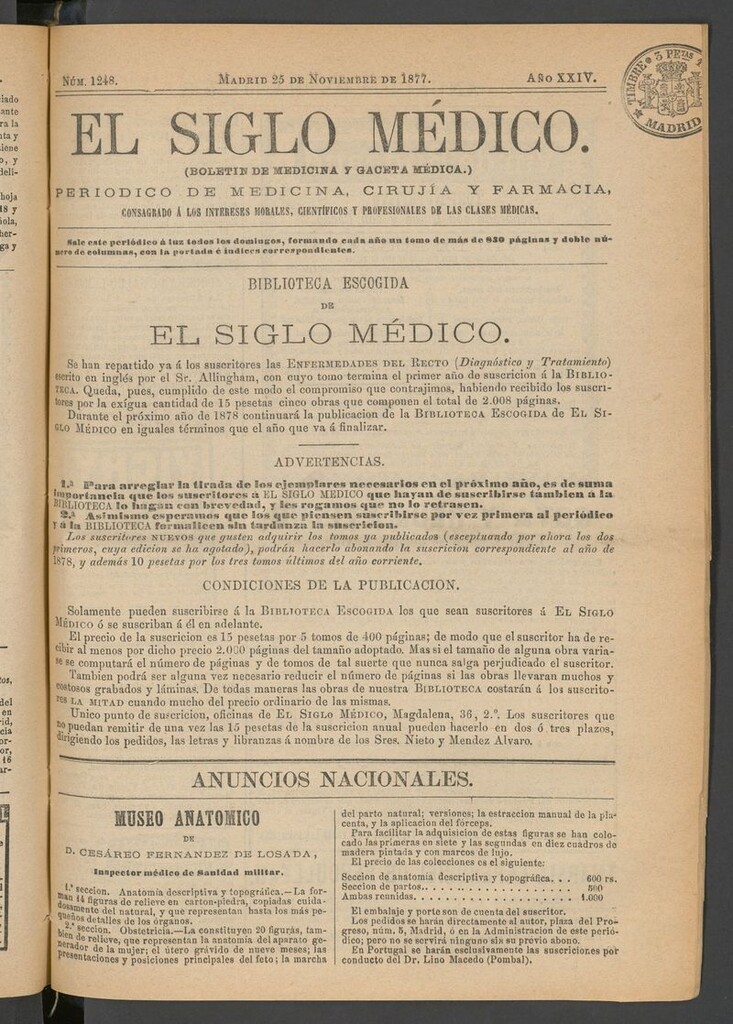 NÚM. 1248. MADRID 25 DE NOVIEMBRE DE 1877. AÑO XXIV.
TIMBRE 3 PETAS
MADRID
EL SIGLO MÉDICO.
(BOLETIN DE MEDICINA Y GACETA MÉDICA.)
PERIODICO DE MEDICINA, CIRUJÍA Y FARMACIA,
CONSAGRADO Á LOS INTERESES MORALES, CIENTÍFICOS Y PROFESIONALES DE LAS CLASES MÉDICAS.
Sale este periódico á luz todos los domingos, formando cada año un tomo de más de 830 páginas y doble nú-
mero de columnas, con la portada é índices correspondientes.
BIBLIOTECA ESCOGIDA
DE
EL SIGLO MÉDICO.
Se han repartido ya á los suscritores las ENFERMEDADES DEL RECTO (Diagnóstico y Tratamiento)
escrito en inglés por el Sr. Allingham, con cuyo tomo termina el primer año de suscricion á la BIBLIO-
TECA. Queda, pues, cumplido de este modo el compromiso que contrajimos, habiendo recibido los suscri-
tores por la exígua cantidad de 15 pesetas cinco obras que componen el total de 2.008 páginas.
Durante el próximo año de 1878 continuará la publicacion de la BIBLIOTECA ESCOGIDA de EL SI-
GLO MÉDICO en iguales términos que el año que va á finalizar.
ADVERTENCIAS.
1.ª Para arreglar la tirada de los ejemplares necesarios en el próximo año, es de suma
importancia que los suscritores á EL SIGLO MEDICO que hayan de suscribirse tambien á la
BIBLIOTECA lo hagan con brevedad, y les rogamos que no lo retrasen.
2.ª Asimismo esperamos que los que piensen suscribirse por vez primera al periódico
y á la BIBLIOTECA formalicen sin tardanza la suscricion.
Los suscritores NUEVOS que gusten adquirir los tomos ya publicados (esceptuando por ahora los dos
primeros, cuya edicion se ha agotado), podrán hacerlo abonando la suscricion correspondiente al año de
1878, y además 10 pesetas por los tres tomos últimos del año corriente.
CONDICIONES DE LA PUBLICACION.
Solamente pueden suscribirse á la BIBLIOTECA ESCOGIDA los que sean suscritores á EL SIGLO
MÉDICO ó se suscriban á él en adelante.
El precio de la suscricion es 15 pesetas por 5 tomos de 400 páginas; de modo que el suscritor ha de re-
cibir al menos por dicho precio 2.000 páginas del tamaño adoptado. Mas si el tamaño de alguna obra varia-
se se computará el número de páginas y de tomos de tal suerte que nunca salga perjudicado el suscritor.
Tambien podrá ser alguna vez necesario reducir el número de páginas si las obras llevaran muchos y
costosos grabados y láminas. De todas maneras las obras de nuestra BIBLIOTECA costarán á los suscrito-
res LA MITAD cuando mucho del precio ordinario de las mismas.
Unico punto de suscricion, oficinas de EL SIGLO MÉDICO, Magdalena, 36, 2.º. Los suscritores que
no puedan remitir de una vez las 15 pesetas de la suscricion anual pueden hacerlo en dos ó tres plazos,
dirigiendo los pedidos, las letras y libranzas á nombre de los Sres. Nieto y Mendez Alvaro.
ANUNCIOS NACIONALES.
MUSEO ANATOMICO
DE
D. CESÁREO FERNANDEZ DE LOSADA,
Inspector médico de Sanidad militar.
1.ª seccion. Anatomía descriptiva y topográfica.—La for-
man 14 figuras de relieve en carton-piedra, copiadas cuida-
dosamente del natural, y que representan hasta los más pe-
queños detalles de los órganos.
2.ª seccion. Obstetricia.—La constituyen 20 figuras, tam-
bien de relieve, que representan la anatomía del aparato ge-
nerador de la mujer; el útero grávido de nueve meses; las
presentaciones y posiciones principales del foto; la marcha
del parto natural; versiones; la estraccion manual de la pla-
centa, y la aplicacion del fórceps.
Para facilitar la adquisicion de estas figuras se han colo-
cado las primeras en siete y las segundas en diez cuadros de
madera pintada y con marcos de lujo.
El precio de las colecciones es el siguiente:
Seccion de anatomía descriptiva y topográfica. . . 600 rs.
Seccion de partos. . . . . . . . . . . . . . . 800
Ambas reunidas. . . . . . . . . . . . . . . . 1.000
El embalaje y porte son de cuenta del suscritor.
Los pedidos se harán directamente al autor, plaza del Pro-
greso, núm. 5, Madrid, ó en la Administracion de este perió-
dico; pero no se servirá ninguno sin su previo abono.
En Portugal se harán esclusivamente las suscriciones por
conducto del Dr. Lino Macedo (Pombal).